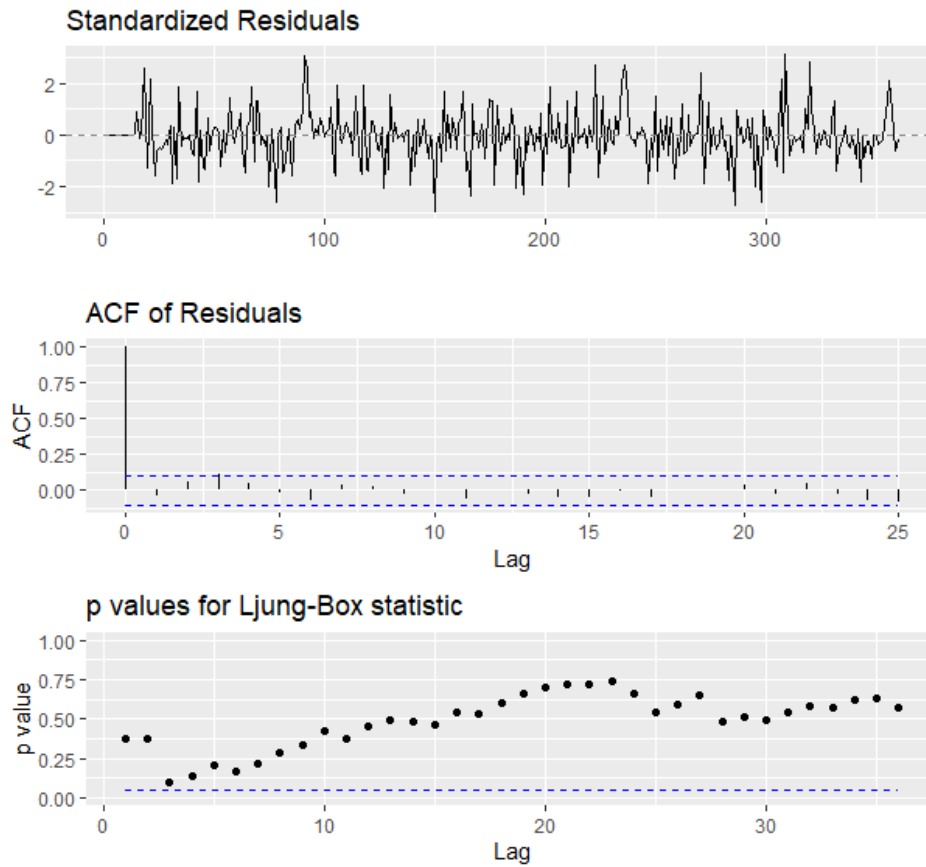 Standardized Residuals
2
0
-2
0 100 200 300
ACF of Residuals
1.00
0.75
0.50
0.25
0.00
ACF
0 5 10 15 20 25
Lag
p values for Ljung-Box statistic
1.00
0.75
0.50
0.25
0.00
p value
0 10 20 30
Lag